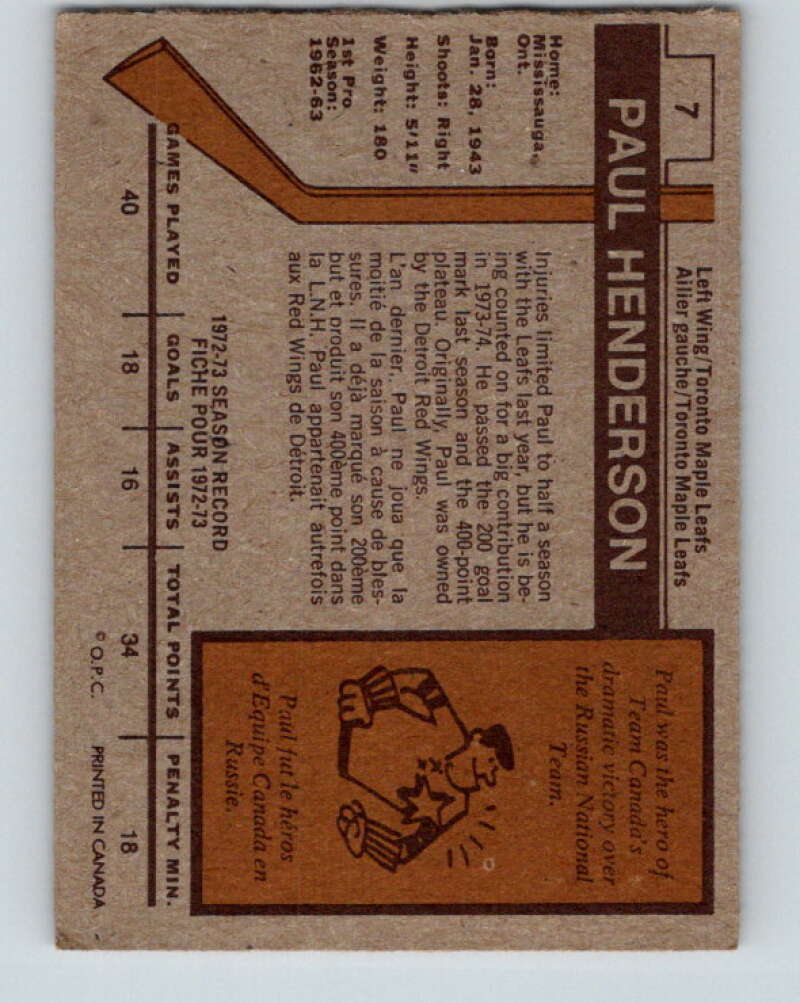 7
Left Wing/Toronto Maple Leafs
Ailier gauche/Toronto Maple Leafs
PAUL HENDERSON
Home:
Mississauga,
Ont.
Born:
Jan. 28, 1943
Shoots: Right
Height: 5'11"
Weight: 180
1st Pro
Season:
1962-63
Injuries limited Paul to half a season
with the Leafs last year, but he is be-
ing counted on for a big contribution
in 1973-74. He passed the 200 goal
mark last season and the 400-point
plateau. Originally, Paul was owned
by the Detroit Red Wings.
L'an dernier, Paul ne joua que la
moitié de la saison à cause de bles-
sures. Il a déjà marqué son 200ème
but et produit son 400ème point dans
la L.N.H. Paul appartenait autrefois
aux Red Wings de Détroit.
Paul was the hero of
Team Canada's
dramatic victory over
the Russian National
Team.
Paul fut le héros
d'Equipe Canada en
Russie.
1972-73 SEASON RECORD
FICHE POUR 1972-73
GAMES PLAYED GOALS ASSISTS TOTAL POINTS PENALTY MIN.
40 18 16 34 18
© O.P.C. PRINTED IN CANADA